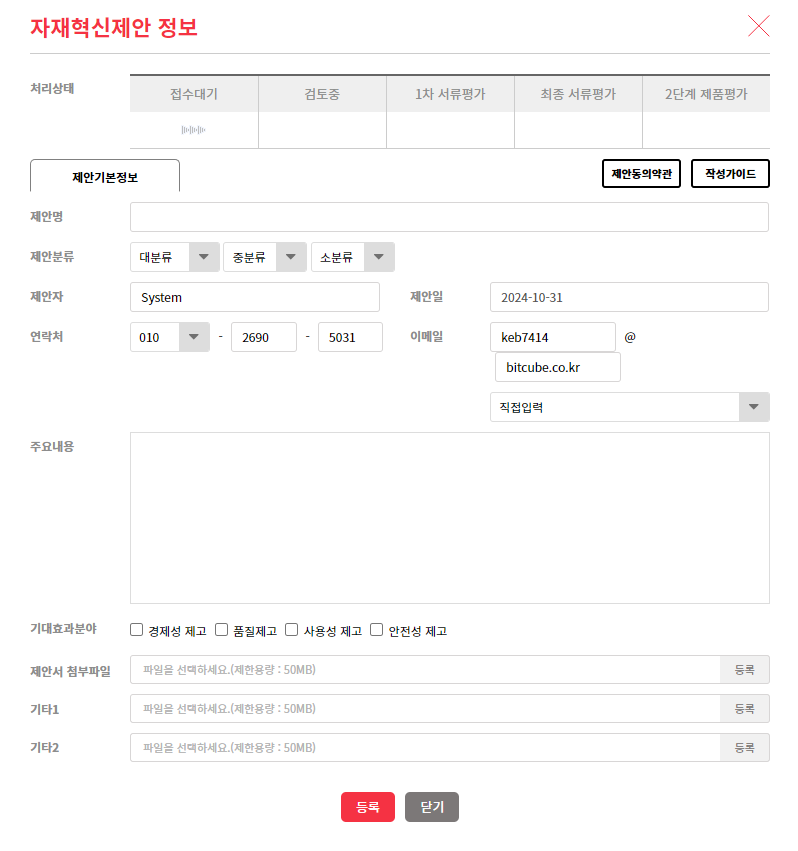 자재혁신제안 정보
처리상태
접수대기 검토중 1차 서류평가 최종 서류평가 2단계 제품평가
제안기본정보 제안동의약관 작성가이드
제안명
제안분류 대분류 중분류 소분류
제안자 System 제안일 2024-10-31
연락처 010 - 2690 - 5031 이메일 keb7414 @
bitcube.co.kr
직접입력
주요내용
기대효과분야 경제성 제고 품질제고 사용성 제고 안전성 제고
제안서 첨부파일 파일을 선택하세요.(제한용량 : 50MB) 등록
기타1 파일을 선택하세요.(제한용량 : 50MB) 등록
기타2 파일을 선택하세요.(제한용량 : 50MB) 등록
등록 닫기